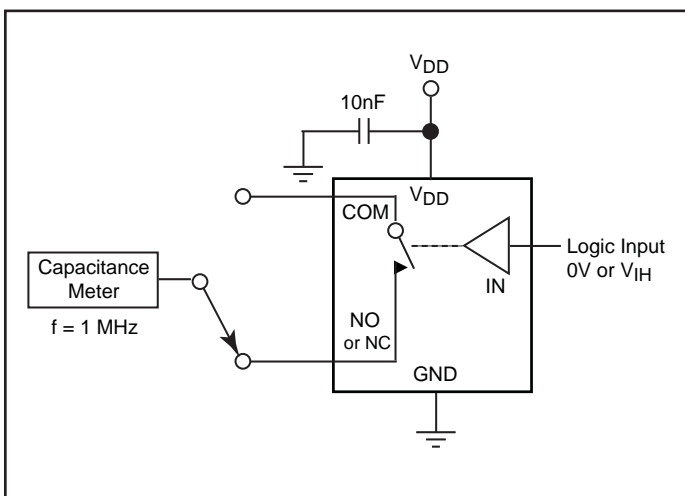 VDD
10nF
VDD
COM
Capacitance
Meter
f = 1 MHz
Logic Input
0V or VIH
IN
NO
or NC
GND